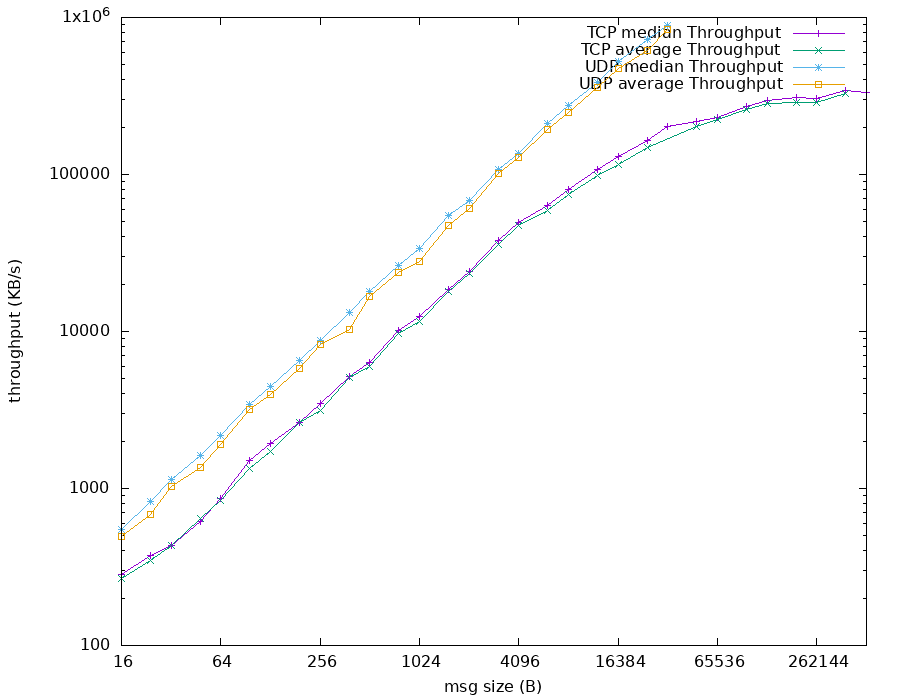 1x10^6
TCP median Throughput
TCP average Throughput
UDP median Throughput
UDP average Throughput
100000
10000
1000
100
throughput (KB/s)
16 64 256 1024 4096 16384 65536 262144
msg size (B)